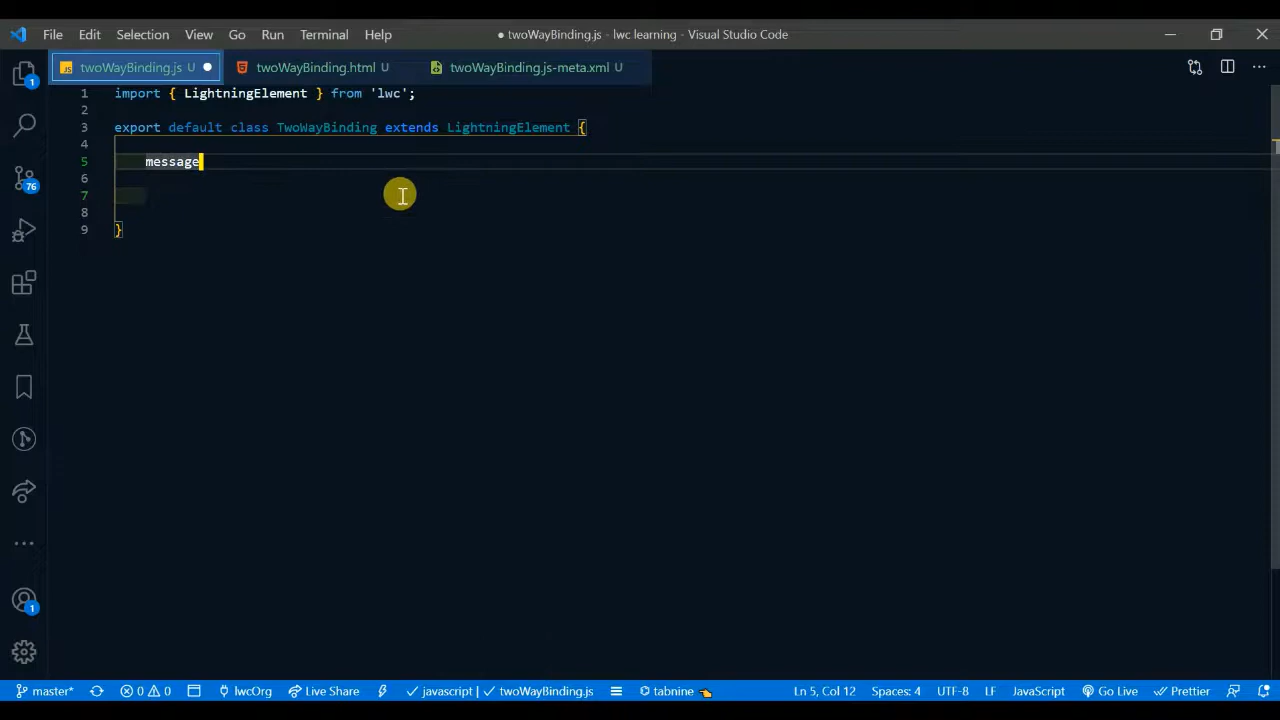 File Edit Selection View Go Run Terminal Help
● twoWayBinding.js - lwc learning - Visual Studio Code
JS twoWayBinding.js U ●
twoWayBinding.html U
twoWayBinding.js-meta.xml U
1 import { LightningElement } from 'lwc';
2
3 export default class TwoWayBinding extends LightningElement {
4
5 message
6
7
8
9 }
1
76
1
master* 0 0 lwcOrg Live Share javascript | twoWayBinding.js tabnine Ln 5, Col 12 Spaces: 4 UTF-8 LF JavaScript Go Live Prettier